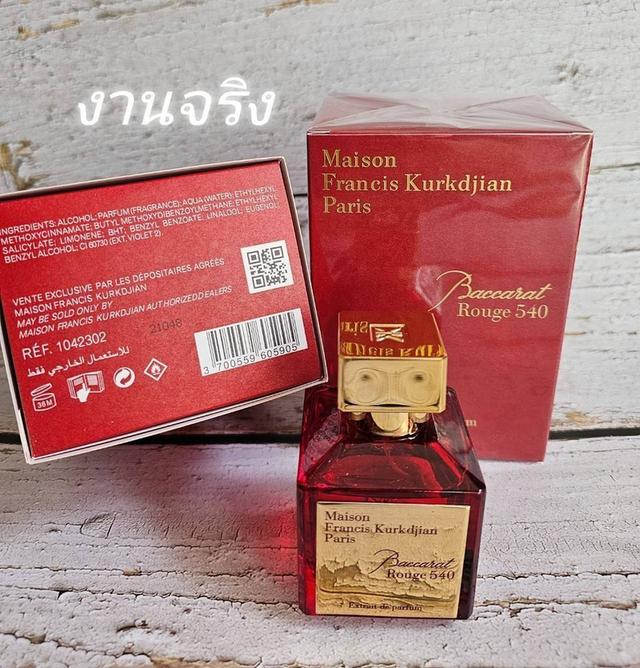 งานจริง
Maison
Francis Kurkdjian
Paris
Baccarat
Rouge 540
INGREDIENTS: ALCOHOL; PARFUM (FRAGRANCE); AQUA (WATER); ETHYLHEXYL
METHOXYCINNAMATE; BUTYL METHOXYDIBENZOYLMETHANE; ETHYLHEXYL
SALICYLATE; LIMONENE; BHT; BENZYL BENZOATE; LINALOOL; EUGENOL;
BENZYL ALCOHOL; CI 60730 (EXT. VIOLET 2).
VENTE EXCLUSIVE PAR LES DÉPOSITAIRES AGRÉÉS
MAISON FRANCIS KURKDJIAN
MAY BE SOLD ONLY BY
MAISON FRANCIS KURKDJIAN AUTHORIZED DEALERS
21048
RÉF. 1042302
للاستعمال الخارجي فقط
36M
3 700559 605905
Maison
Francis Kurkdjian
Paris
Baccarat
Rouge 540
Extrait de parfum